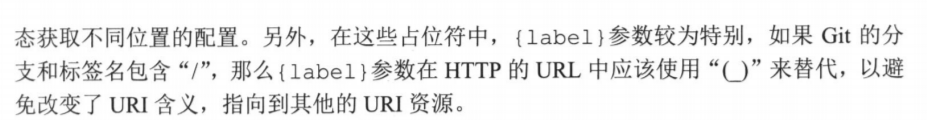 态获取不同位置的配置。另外，在这些占位符中，{label}参数较为特别，如果 Git 的分
支和标签名包含“/”，那么{label}参数在 HTTP 的 URL 中应该使用“(_)”来替代，以避
免改变了 URI 含义，指向到其他的 URI 资源。